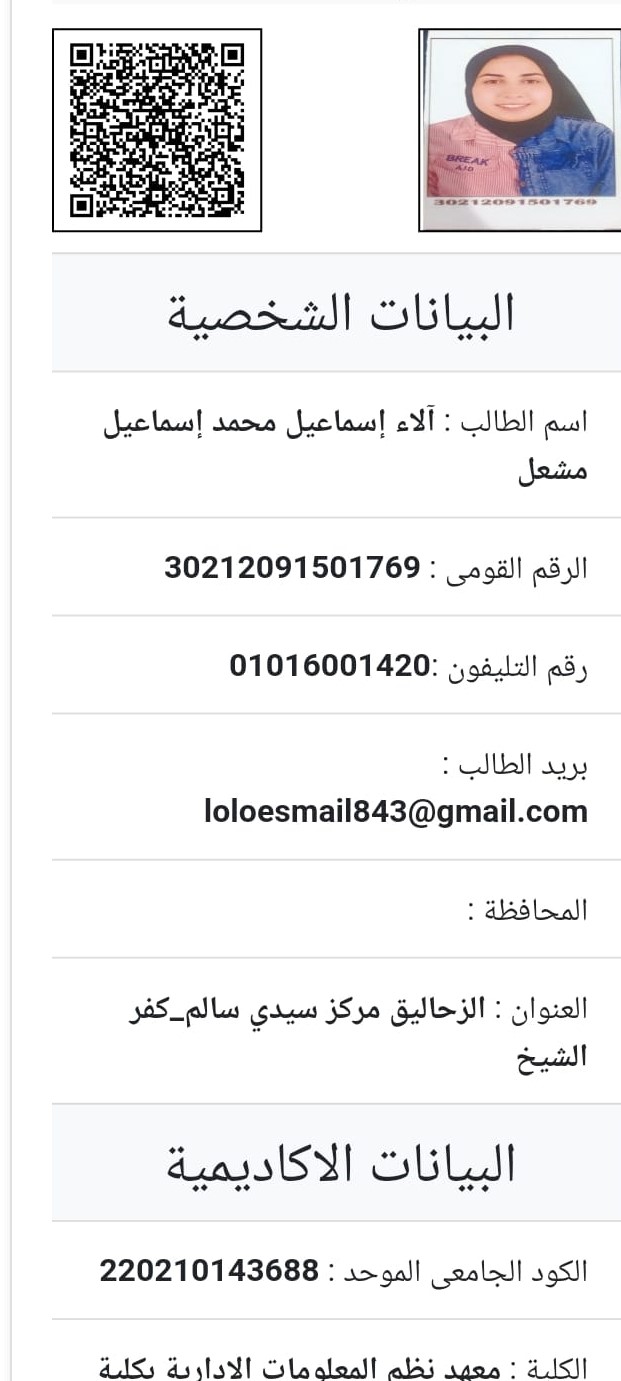 BREAK
30212091501769
البيانات الشخصية
اسم الطالب : آلاء إسماعيل محمد إسماعيل
مشعل
الرقم القومى : 30212091501769
رقم التليفون :01016001420
بريد الطالب :
loloesmail843@gmail.com
المحافظة :
العنوان : الزحاليق مركز سيدي سالم_كفر
الشيخ
البيانات الاكاديمية
الكود الجامعى الموحد : 220210143688
الكلية : معهد نظم المعلومات الادارية بكلية